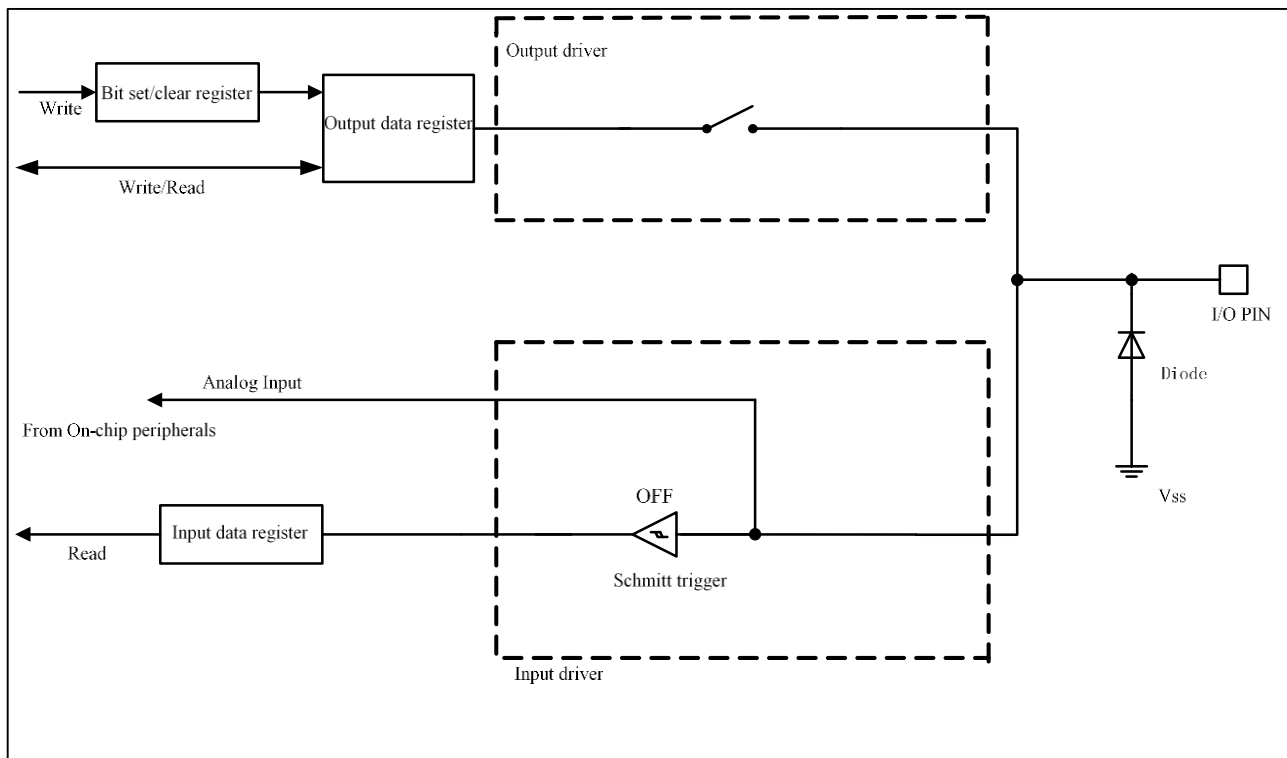 Output driver
Bit set/clear register
Write
Output data register
Write/Read
I/O PIN
Diode
Vss
Analog Input
From On-chip peripherals
OFF
Input data register
Read
Schmitt trigger
Input driver